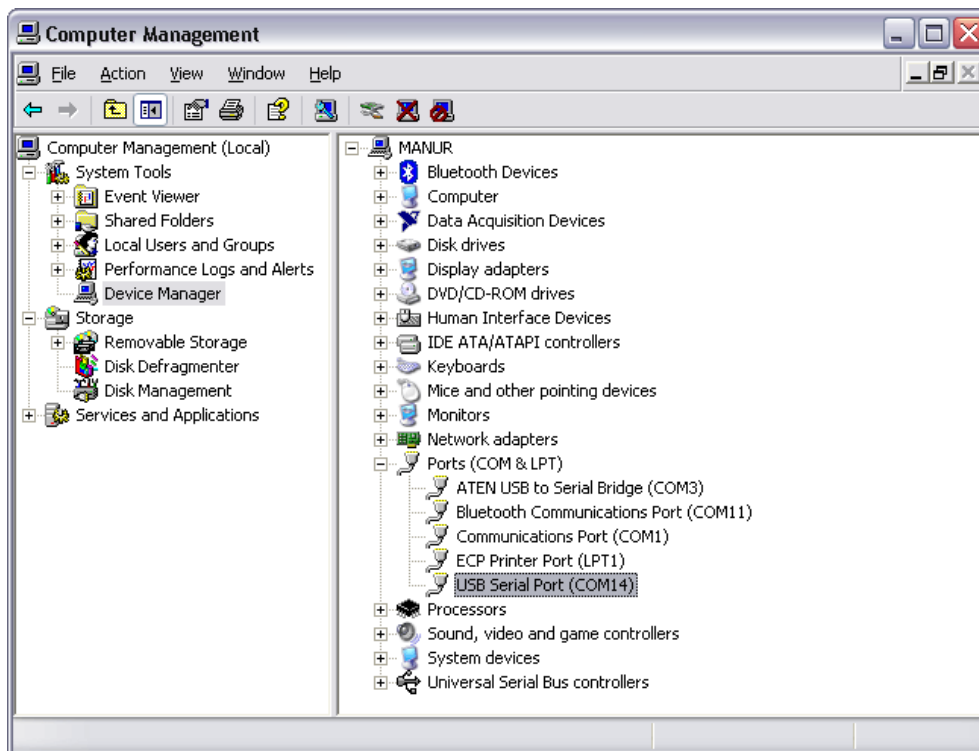 Computer Management
File Action View Window Help
Computer Management (Local)
System Tools
Event Viewer
Shared Folders
Local Users and Groups
Performance Logs and Alerts
Device Manager
Storage
Removable Storage
Disk Defragmenter
Disk Management
Services and Applications
MANUR
Bluetooth Devices
Computer
Data Acquisition Devices
Disk drives
Display adapters
DVD/CD-ROM drives
Human Interface Devices
IDE ATA/ATAPI controllers
Keyboards
Mice and other pointing devices
Monitors
Network adapters
Ports (COM & LPT)
ATEN USB to Serial Bridge (COM3)
Bluetooth Communications Port (COM11)
Communications Port (COM1)
ECP Printer Port (LPT1)
USB Serial Port (COM14)
Processors
Sound, video and game controllers
System devices
Universal Serial Bus controllers